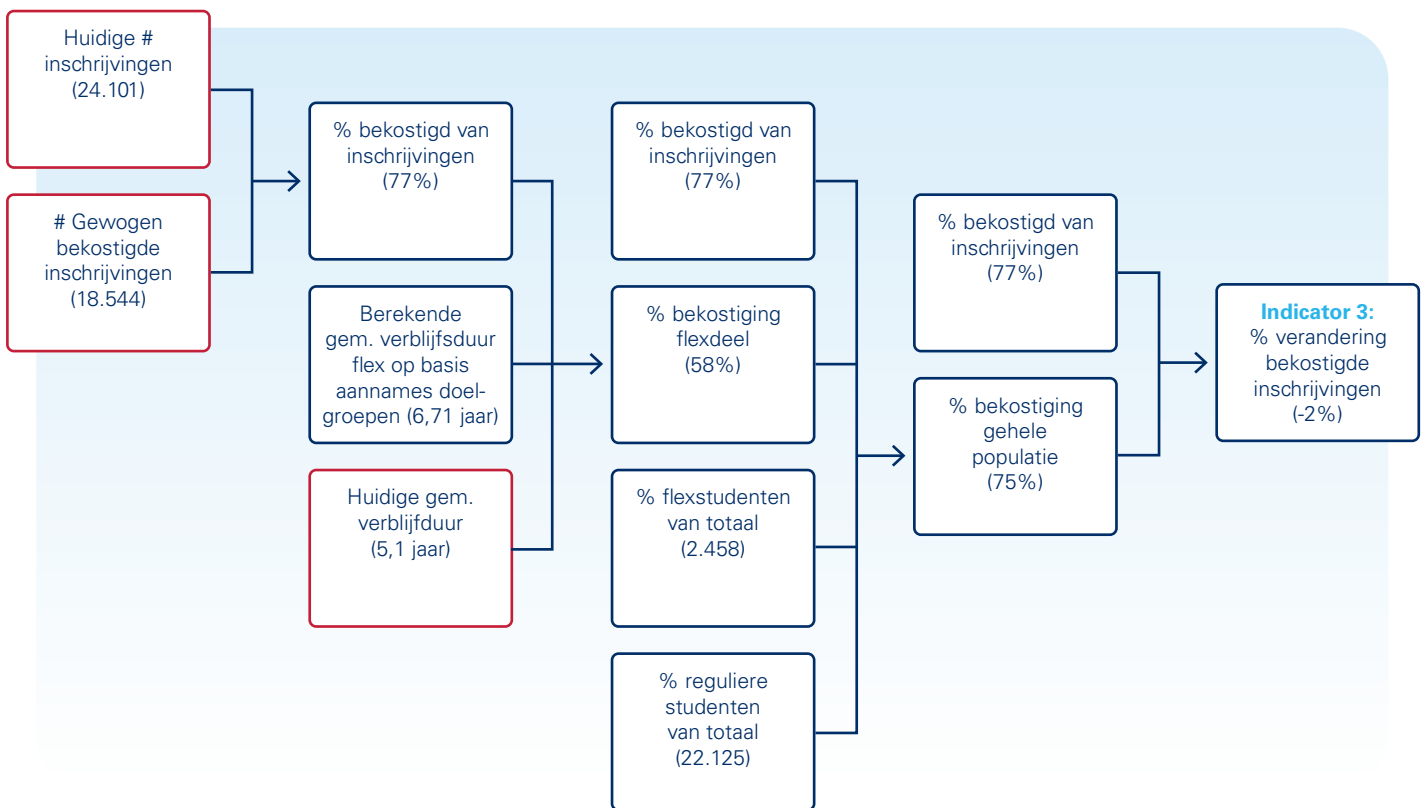 Huidige #
inschrijvingen
(24.101)
# Gewogen
bekostigde
inschrijvingen
(18.544)
% bekostigd van
inschrijvingen
(77%)
Berekende
gem. verblijfsduur
flex op basis
aannames doel-
groepen (6,71 jaar)
Huidige gem.
verblijfduur
(5,1 jaar)
% bekostigd van
inschrijvingen
(77%)
% bekostiging
flexdeel
(58%)
% flexstudenten
van totaal
(2.458)
% reguliere
studenten
van totaal
(22.125)
% bekostigd van
inschrijvingen
(77%)
% bekostiging
gehele
populatie
(75%)
Indicator 3:
% verandering
bekostigde
inschrijvingen
(-2%)